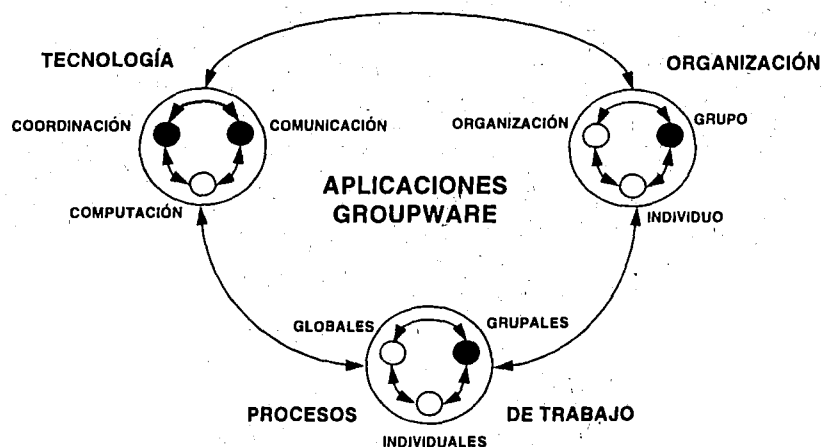 TECNOLOGÍA
ORGANIZACIÓN
COORDINACIÓN
COMUNICACIÓN
ORGANIZACIÓN
GRUPO
COMPUTACIÓN
APLICACIONES
GROUPWARE
INDIVIDUO
GLOBALES
GRUPALES
PROCESOS
DE TRABAJO
INDIVIDUALES